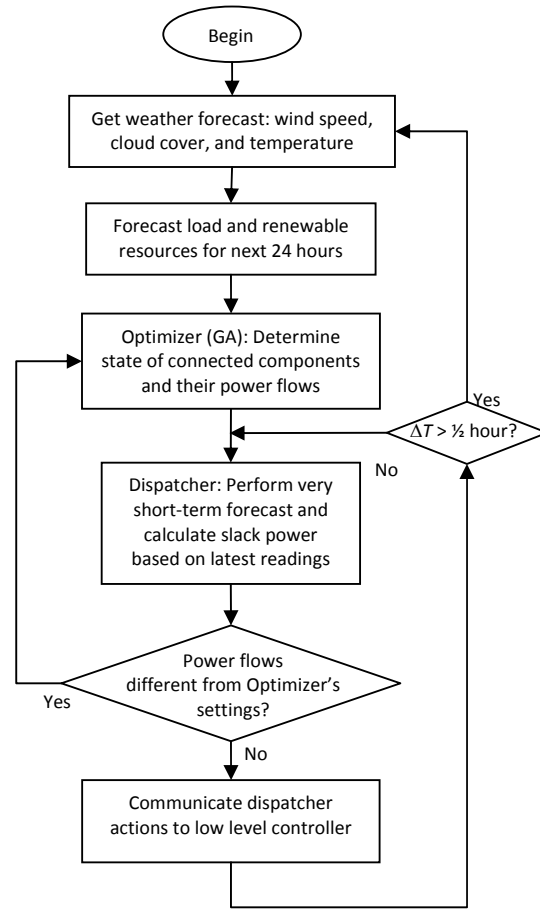 Begin
Get weather forecast: wind speed,
cloud cover, and temperature
Forecast load and renewable
resources for next 24 hours
Optimizer (GA): Determine
state of connected components
and their power flows
Yes
ΔT > ½ hour?
No
Dispatcher: Perform very
short-term forecast and
calculate slack power
based on latest readings
Power flows
different from Optimizer's
settings?
Yes
No
Communicate dispatcher
actions to low level controller